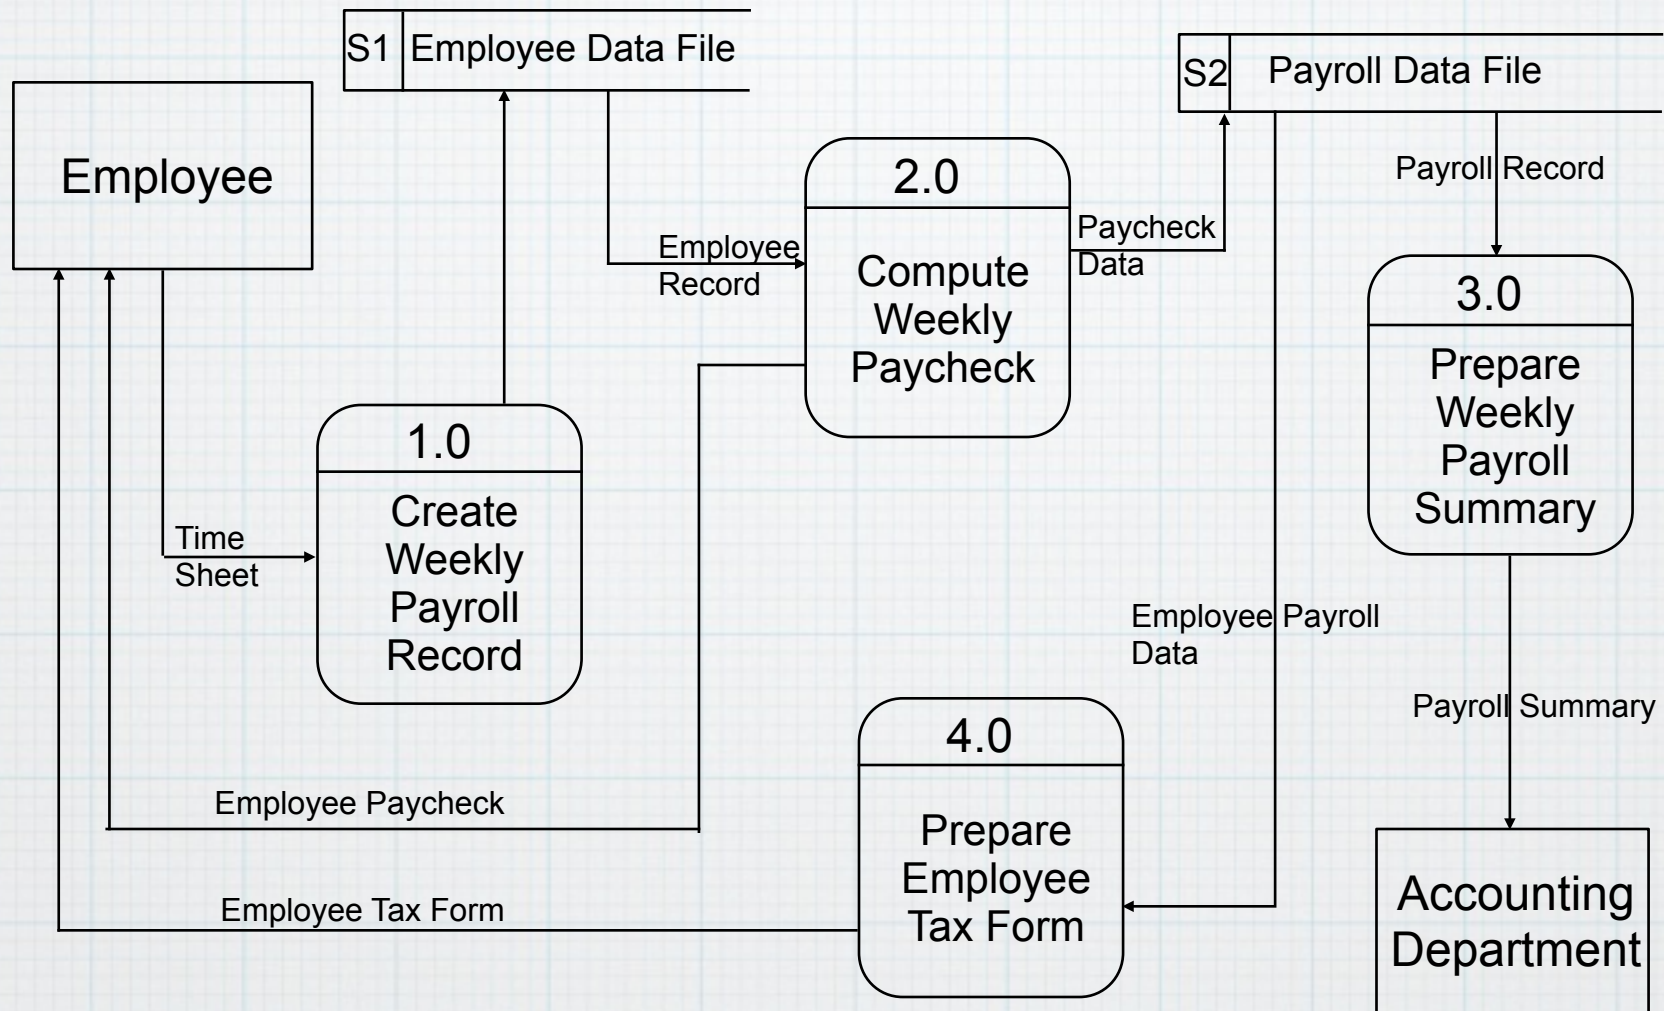 S1 Employee Data File
S2 Payroll Data File
Employee
2.0
Compute
Weekly
Paycheck
Payroll Record
Employee
Record
Paycheck
Data
3.0
Prepare
Weekly
Payroll
Summary
1.0
Create
Weekly
Payroll
Record
Time
Sheet
Employee Payroll
Data
Payroll Summary
4.0
Prepare
Employee
Tax Form
Employee Paycheck
Employee Tax Form
Accounting
Department